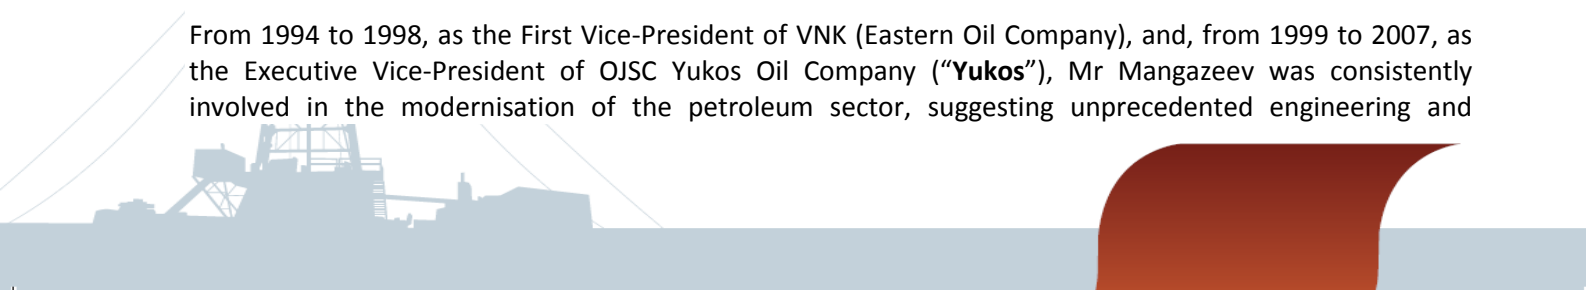 From 1994 to 1998, as the First Vice-President of VNK (Eastern Oil Company), and, from 1999 to 2007, as
the Executive Vice-President of OJSC Yukos Oil Company (“Yukos”), Mr Mangazeev was consistently
involved in the modernisation of the petroleum sector, suggesting unprecedented engineering and